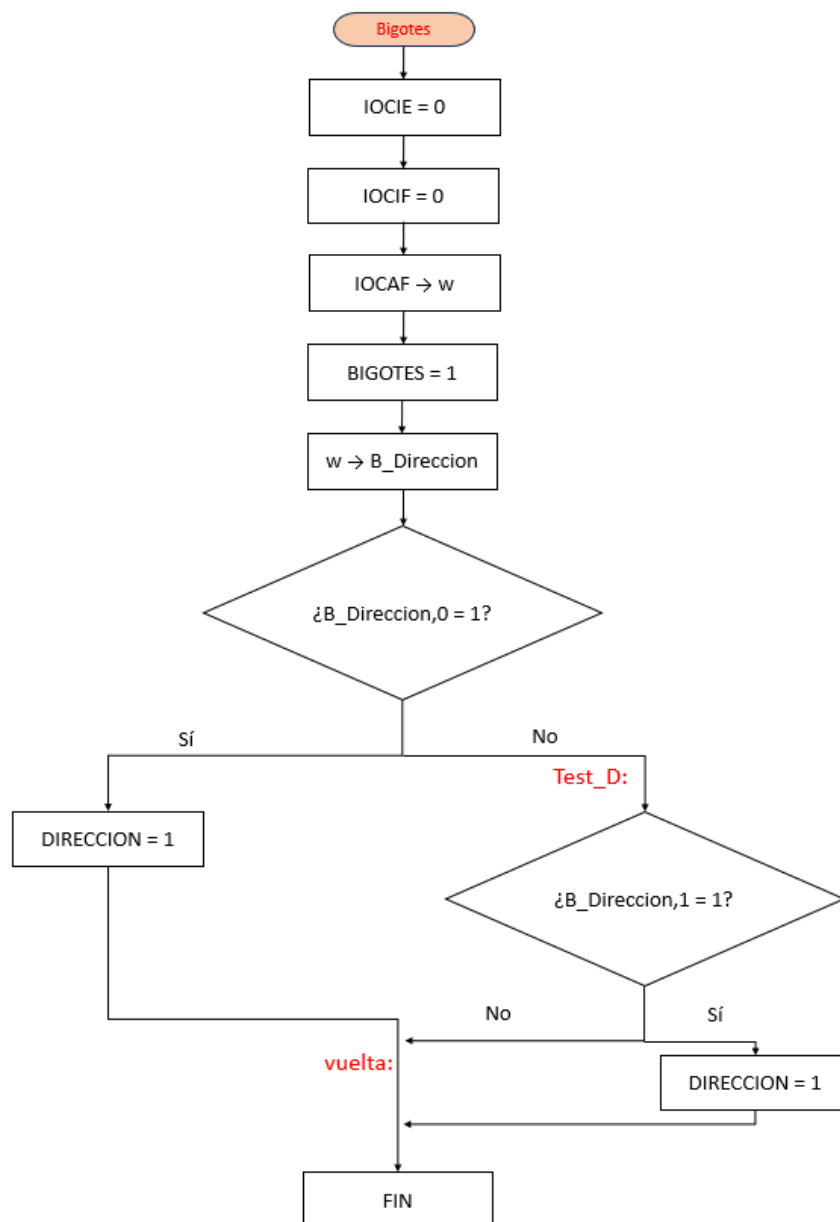 Bigotes
IOCIE = 0
IOCIF = 0
IOCAF → w
BIGOTES = 1
w → B_Direccion
¿B_Direccion,0 = 1?
Sí
No
Test_D:
DIRECCION = 1
¿B_Direccion,1 = 1?
No
Sí
vuelta:
DIRECCION = 1
FIN